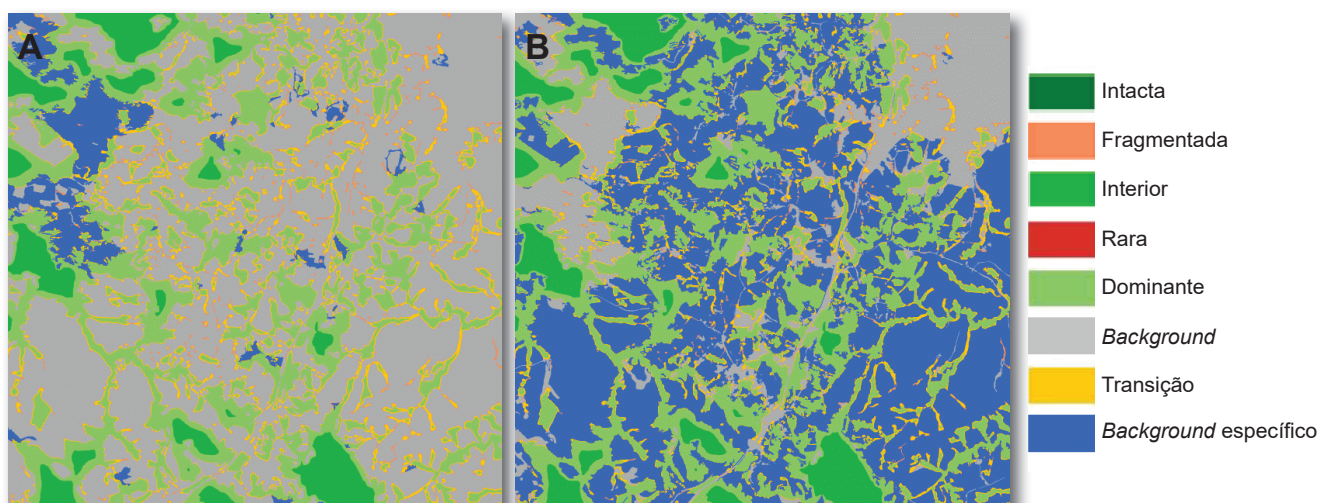 A
B
Intacta
Fragmentada
Interior
Rara
Dominante
Background
Transição
Background específico